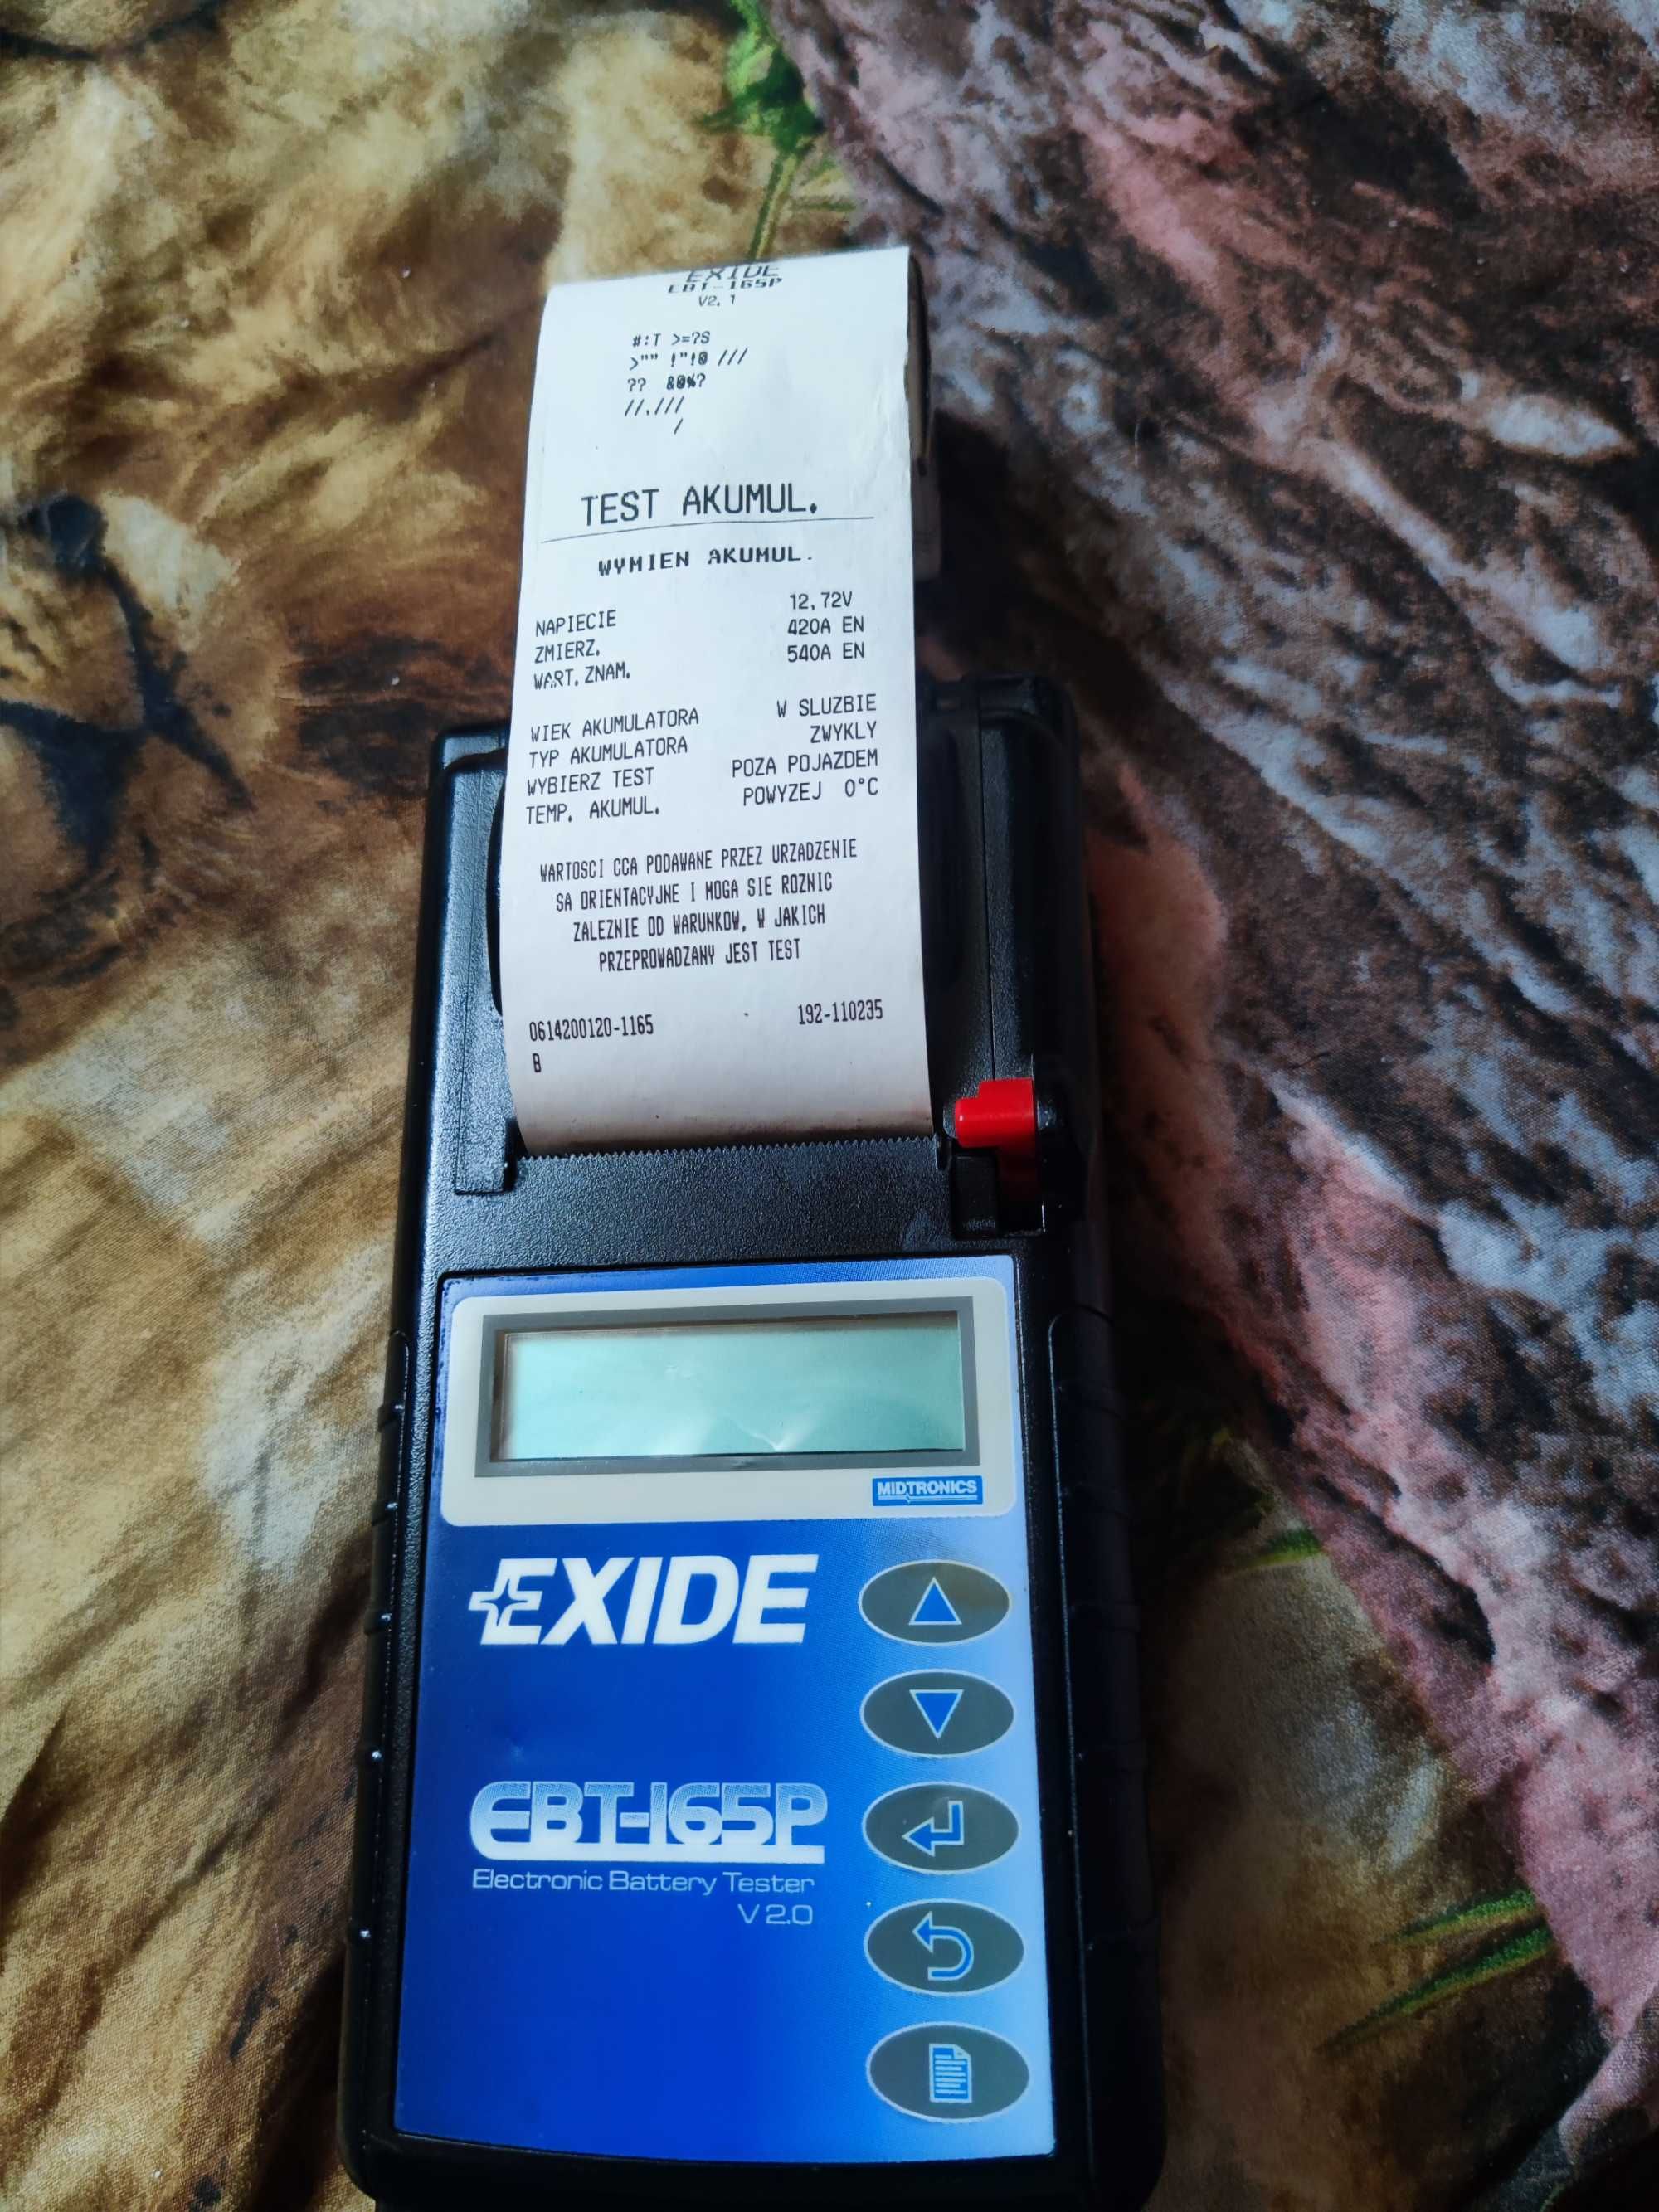 EXIDE
EBT-165P
V2, 1
#:T >=?S
>"" !"!0 ///
?? &0%?
//.///
/
TEST AKUMUL.
WYMIEN AKUMUL.
NAPIECIE 12,72V
ZMIERZ. 420A EN
WART. ZNAM. 540A EN
WIEK AKUMULATORA W SLUZBIE
TYP AKUMULATORA ZWYKLY
WYBIERZ TEST POZA POJAZDEM
TEMP. AKUMUL. POWYZEJ 0°C
WARTOSCI CCA PODAWANE PRZEZ URZADZENIE
SA ORIENTACYJNE I MOGA SIE ROZNIC
ZALEZNIE OD WARUNKOW, W JAKICH
PRZEPROWADZANY JEST TEST
0614200120-1165 192-110235
B
MIDTRONICS
EXIDE
EBT-165P
Electronic Battery Tester
V 2.0